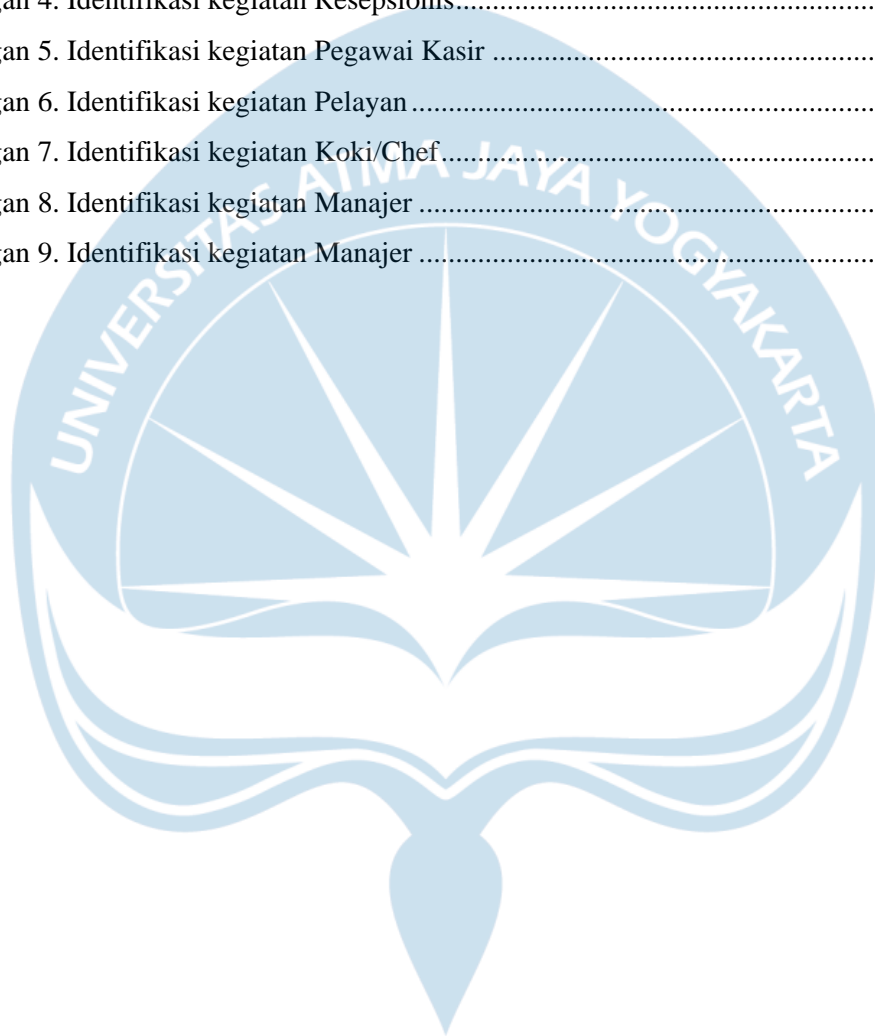 gan 4. Identifikasi kegiatan Resepsionis
gan 5. Identifikasi kegiatan Pegawai Kasir ....................................................
gan 6. Identifikasi kegiatan Pelayan ...............................................................
gan 7. Identifikasi kegiatan Koki/Chef...........................................................
gan 8. Identifikasi kegiatan Manajer ..............................................................
gan 9. Identifikasi kegiatan Manajer ..............................................................
UNIVERSITAS ATMA JAYA YOGYAKARTA